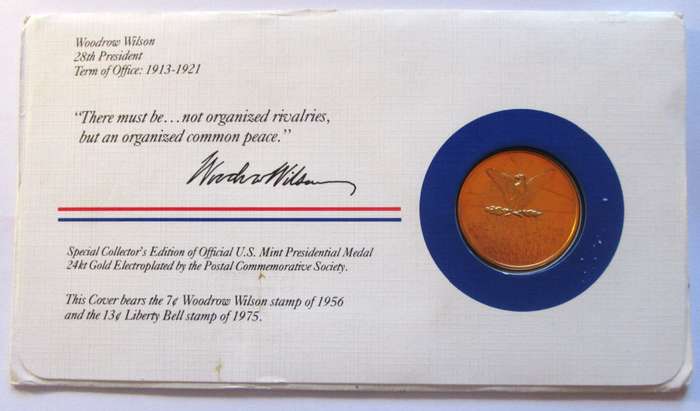 Woodrow Wilson
28th President
Term of Office: 1913-1921
“There must be...not organized rivalries,
but an organized common peace.”
Woodrow Wilson
Special Collector's Edition of Official U.S. Mint Presidential Medal
24kt Gold Electroplated by the Postal Commemorative Society.
This Cover bears the 7¢ Woodrow Wilson stamp of 1956
and the 13¢ Liberty Bell stamp of 1975.